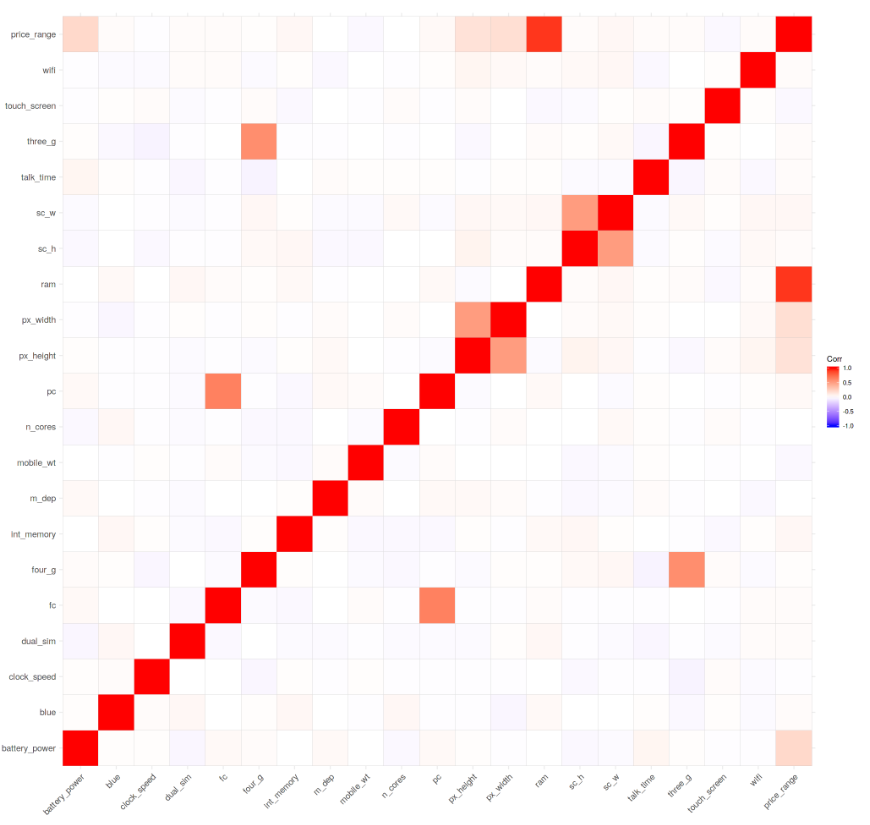 price_range
wifi
touch_screen
three_g
talk_time
sc_w
sc_h
ram
px_width
px_height
pc
n_cores
mobile_wt
m_dep
int_memory
four_g
fc
dual_sim
clock_speed
blue
battery_power
Corr
1.0
0.5
0.0
-0.5
-1.0
battery_power
blue
clock_speed
dual_sim
fc
four_g
int_memory
m_dep
mobile_wt
n_cores
pc
px_height
px_width
ram
sc_h
sc_w
talk_time
three_g
touch_screen
wifi
price_range